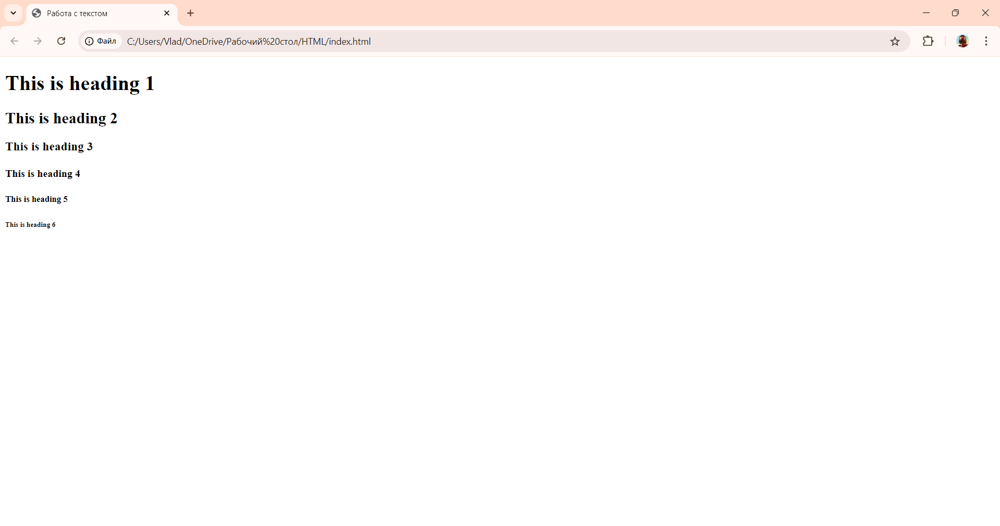 Работа с текстом
Файл C:/Users/Vlad/OneDrive/Рабочий%20стол/HTML/index.html
This is heading 1
This is heading 2
This is heading 3
This is heading 4
This is heading 5
This is heading 6